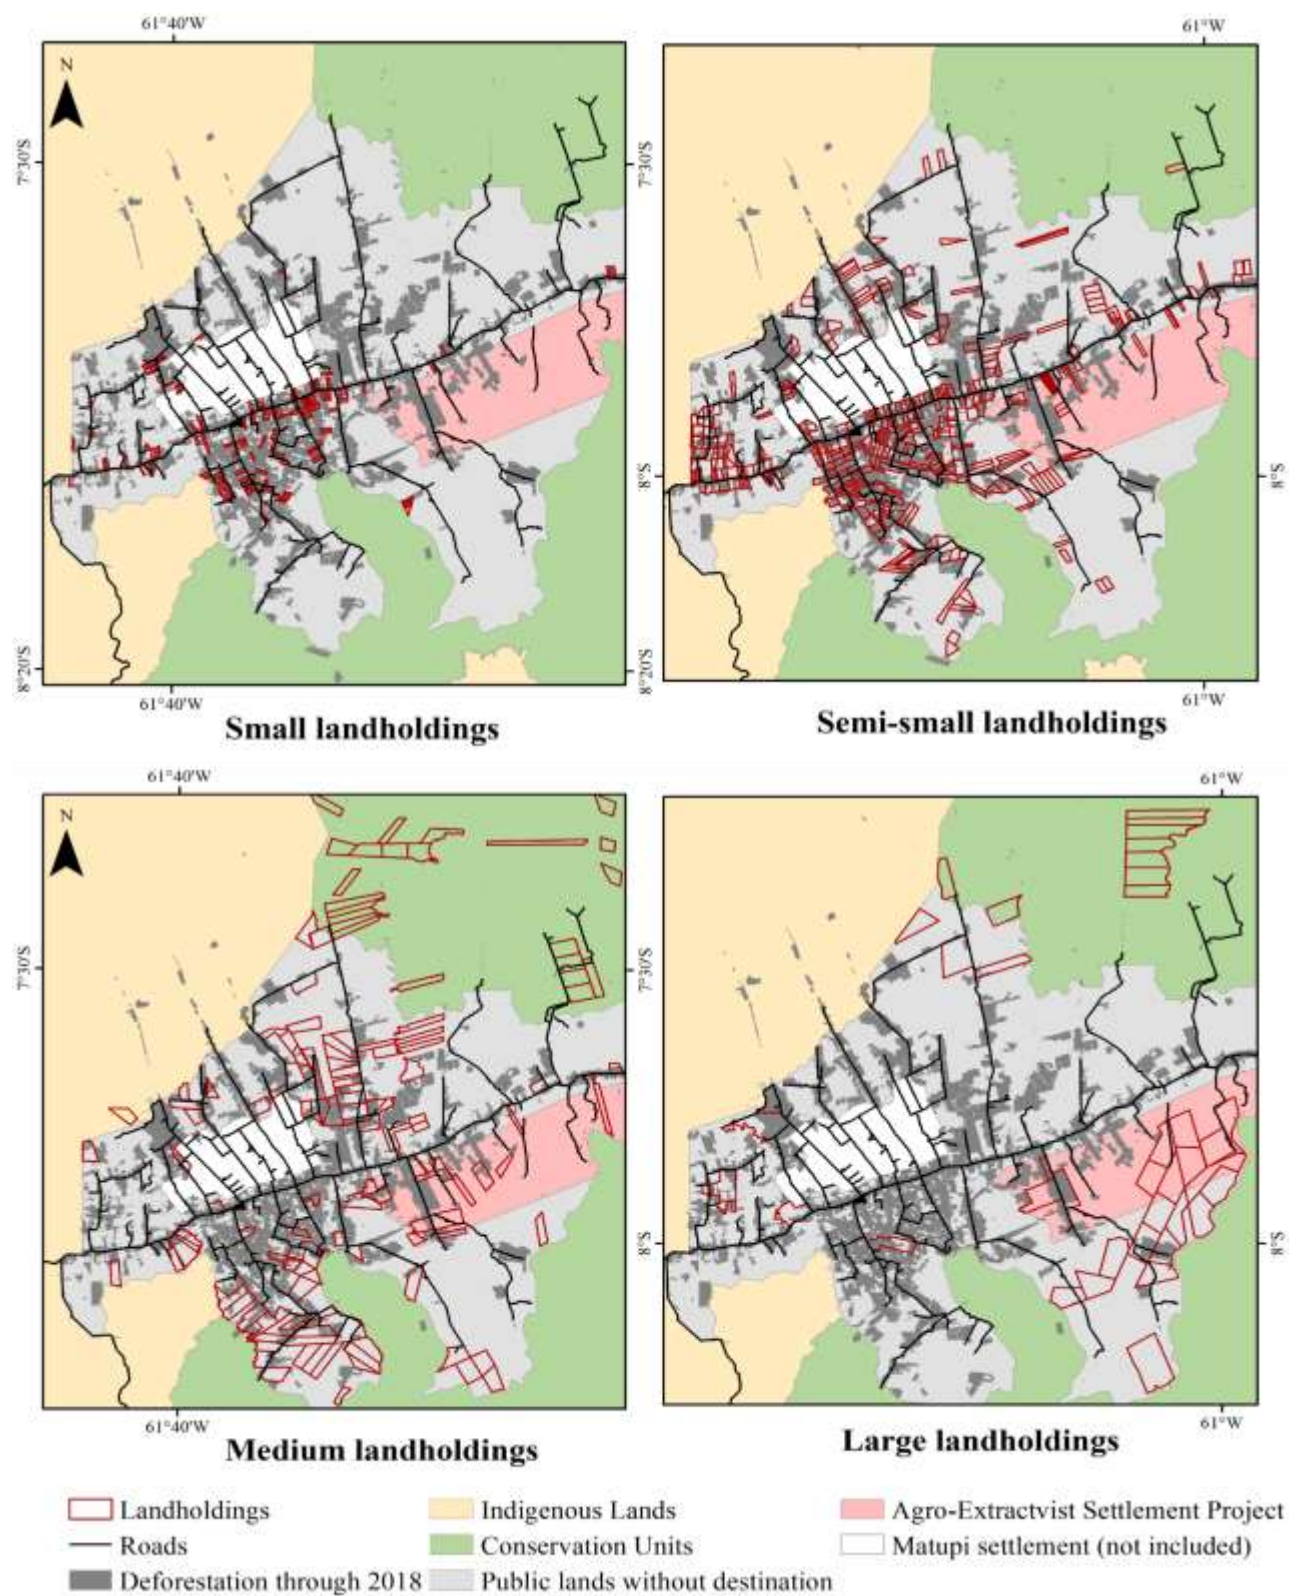 61°40'W
61°W
N
7°30'S
7°30'S
8°S
8°20'S
8°20'S
61°40'W
61°W
Small landholdings
Semi-small landholdings
61°40'W
61°W
N
7°30'S
7°30'S
8°S
8°S
61°40'W
61°W
Medium landholdings
Large landholdings
Landholdings
Indigenous Lands
Agro-Extractvist Settlement Project
Roads
Conservation Units
Matupi settlement (not included)
Deforestation through 2018
Public lands without destination